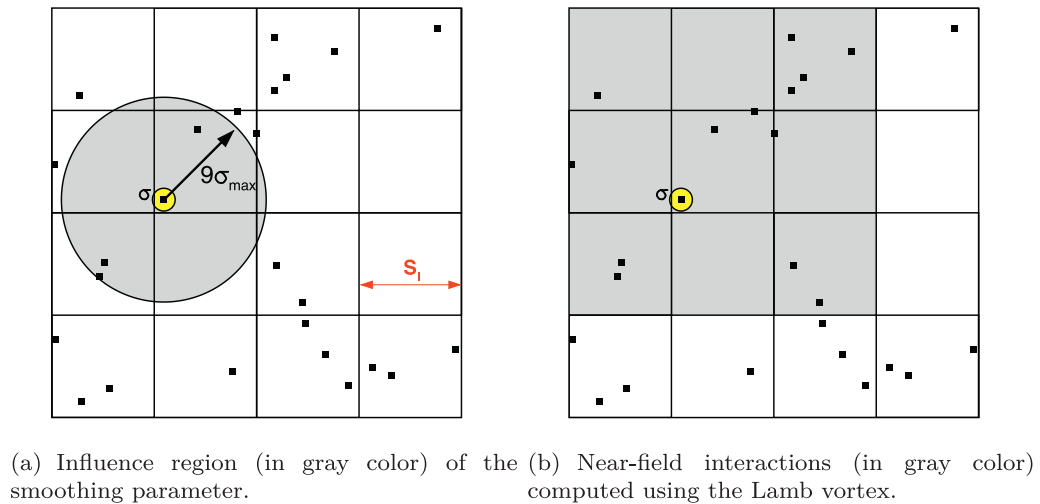 σ
9σmax
Sl
σ
(a) Influence region (in gray color) of the
smoothing parameter.
(b) Near-field interactions (in gray color)
computed using the Lamb vortex.